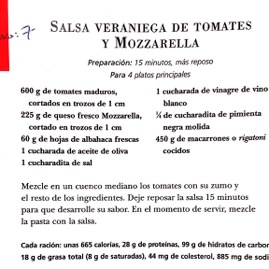 7
SALSA VERANIEGA DE TOMATES
Y MOZZARELLA
Preparación: 15 minutos, más reposo
Para 4 platos principales
600 g de tomates maduros,
cortados en trozos de 1 cm
225 g de queso fresco Mozzarella,
cortado en trozos de 1 cm
60 g de hojas de albahaca frescas
1 cucharada de aceite de oliva
1 cucharadita de sal
1 cucharada de vinagre de vino
blanco
¼ de cucharadita de pimienta
negra molida
450 g de macarrones o rigatoni
cocidos
Mezcle en un cuenco mediano los tomates con su zumo y
el resto de los ingredientes. Deje reposar la salsa 15 minutos
para que desarrolle su sabor. En el momento de servir, mezcle
la pasta con la salsa.
Cada ración: unas 665 calorías, 28 g de proteínas, 99 g de hidratos de carbon
18 g de grasa total (8 g de saturadas), 44 mg de colesterol, 885 mg de sodi